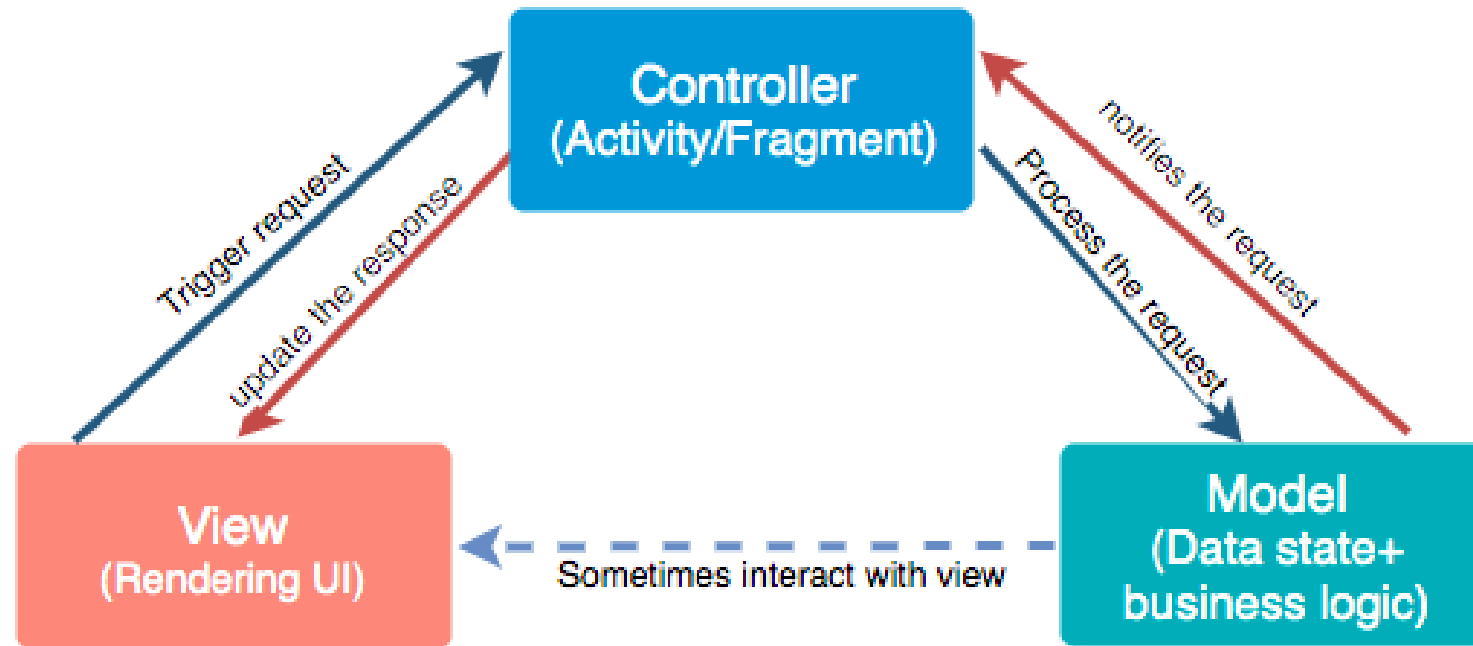 Controller
(Activity/Fragment)
Trigger request
update the response
Process the request
notifies the request
View
(Rendering UI)
Sometimes interact with view
Model
(Data state+
business logic)